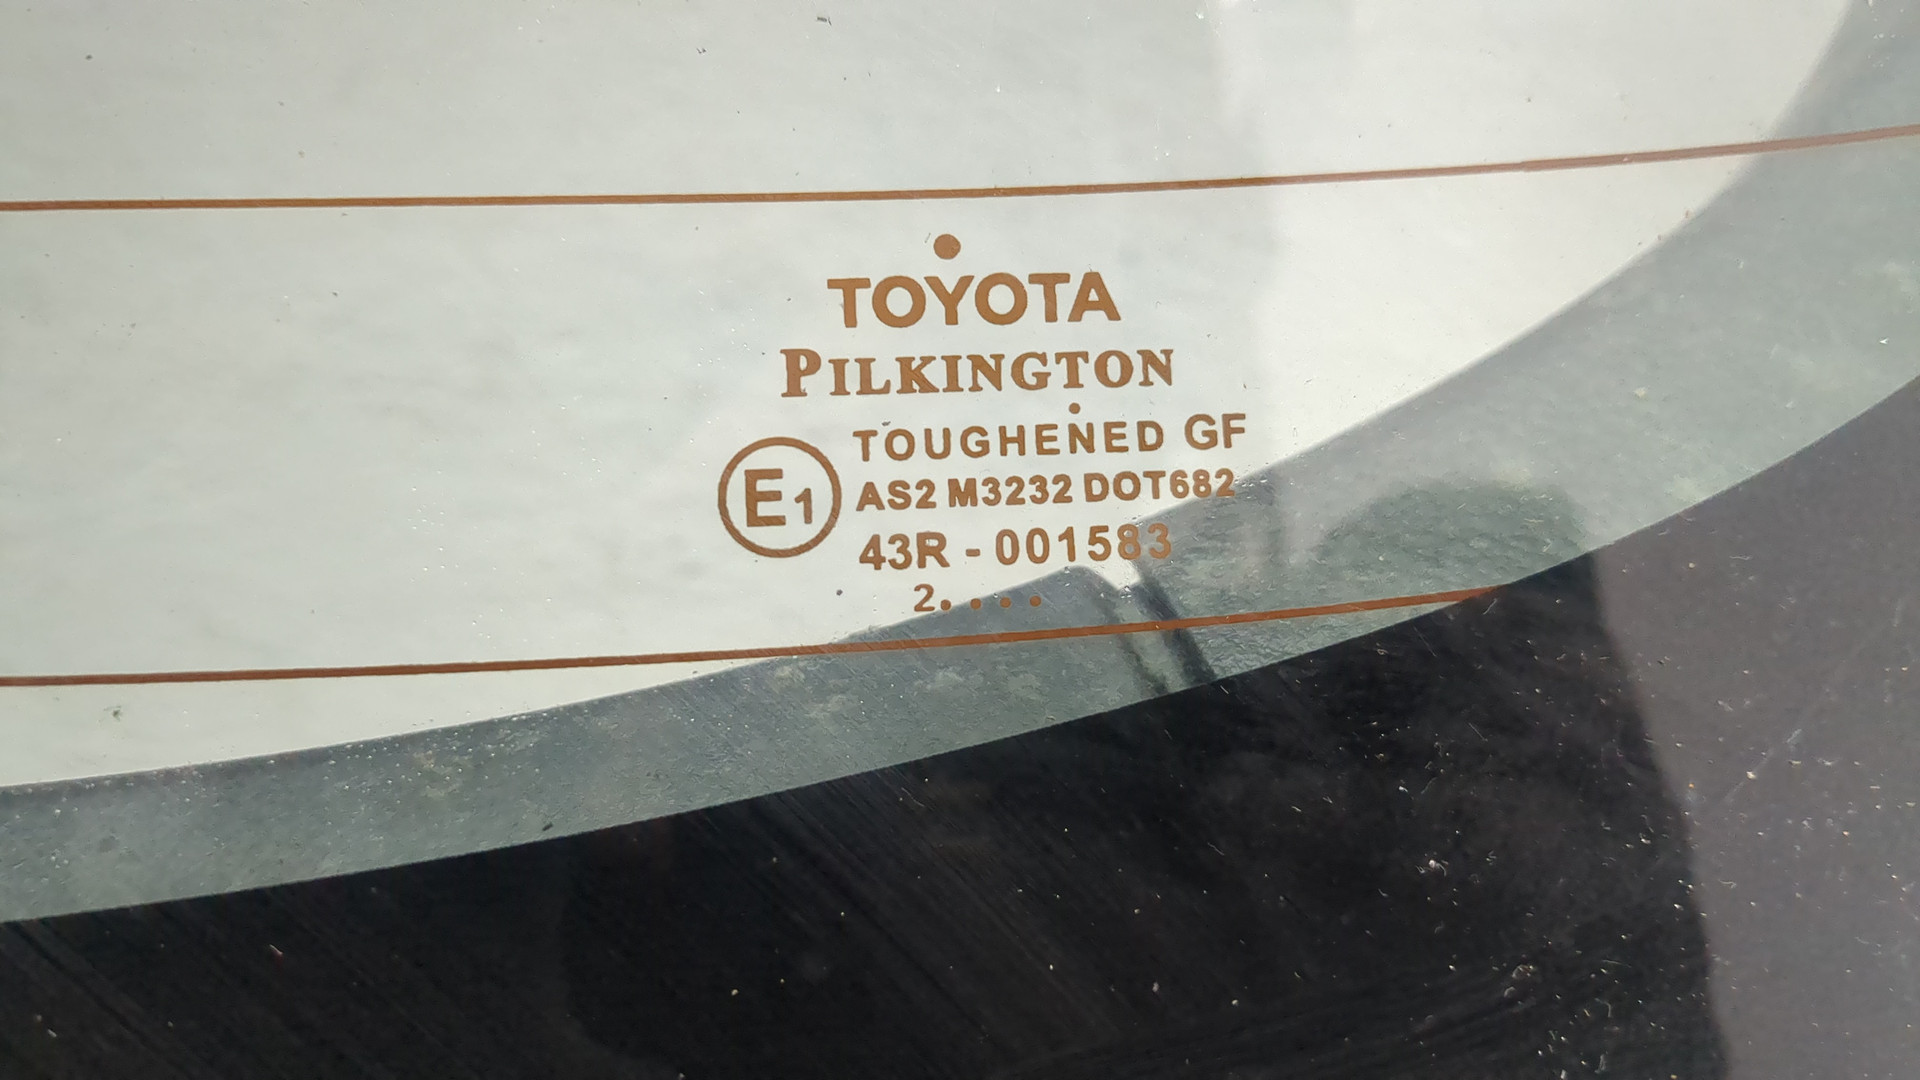 TOYOTA
PILKINGTON
TOUGHENED GF
E1
AS2 M3232 DOT682
43R - 001583
2....